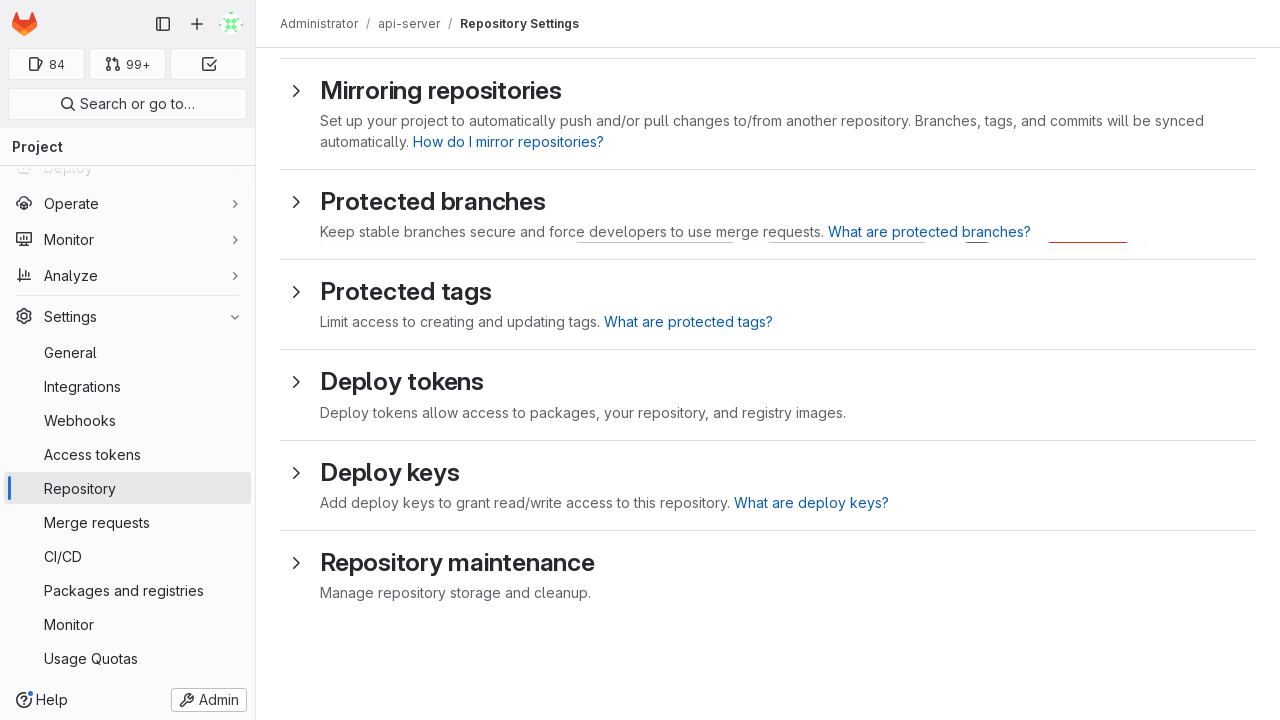 Administrator / api-server / Repository Settings
84
99+
Search or go to…
Project
Deploy
Operate
Monitor
Analyze
Settings
General
Integrations
Webhooks
Access tokens
Repository
Merge requests
CI/CD
Packages and registries
Monitor
Usage Quotas
Help
Admin
Mirroring repositories
Set up your project to automatically push and/or pull changes to/from another repository. Branches, tags, and commits will be synced
automatically. How do I mirror repositories?
Protected branches
Keep stable branches secure and force developers to use merge requests. What are protected branches?
Protected tags
Limit access to creating and updating tags. What are protected tags?
Deploy tokens
Deploy tokens allow access to packages, your repository, and registry images.
Deploy keys
Add deploy keys to grant read/write access to this repository. What are deploy keys?
Repository maintenance
Manage repository storage and cleanup.